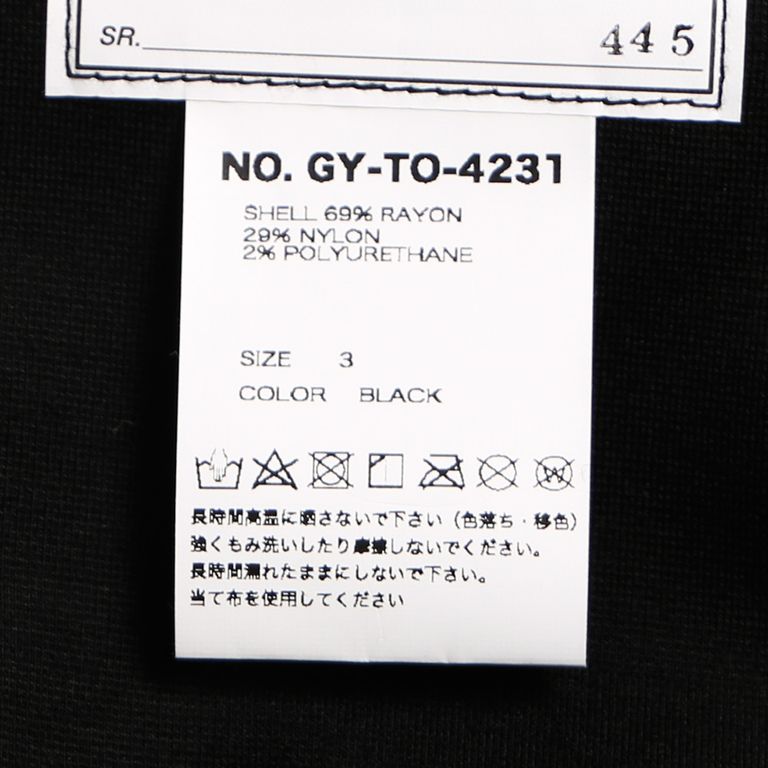 SR. 445
NO. GY-TO-4231
SHELL 69% RAYON
29% NYLON
2% POLYURETHANE
SIZE 3
COLOR BLACK
長時間高温に晒さないで下さい（色落ち・移色）
強くもみ洗いしたり摩擦しないでください。
長時間濡れたままにしないで下さい。
当て布を使用してください